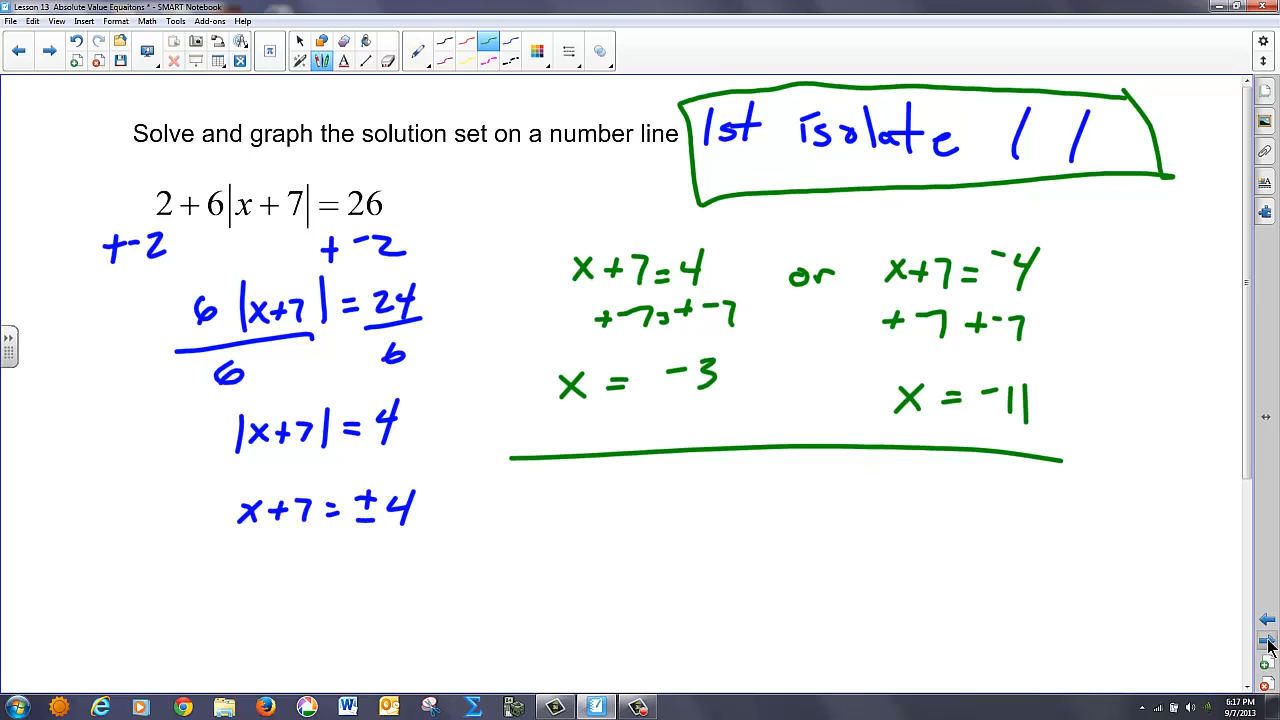 Lesson 13 Absolute Value Equaitons * - SMART Notebook
File Edit View Insert Format Math Tools Add-ons Help
Solve and graph the solution set on a number line
1st isolate | |
2 + 6|x + 7| = 26
+-2 + -2
6 |x+7| = 24
6 6
|x+7| = 4
x+7 = ± 4
x+7=4 or x+7=-4
+-7=+-7 +-7 +-7
x = -3 x = -11
6:17 PM
9/7/2013